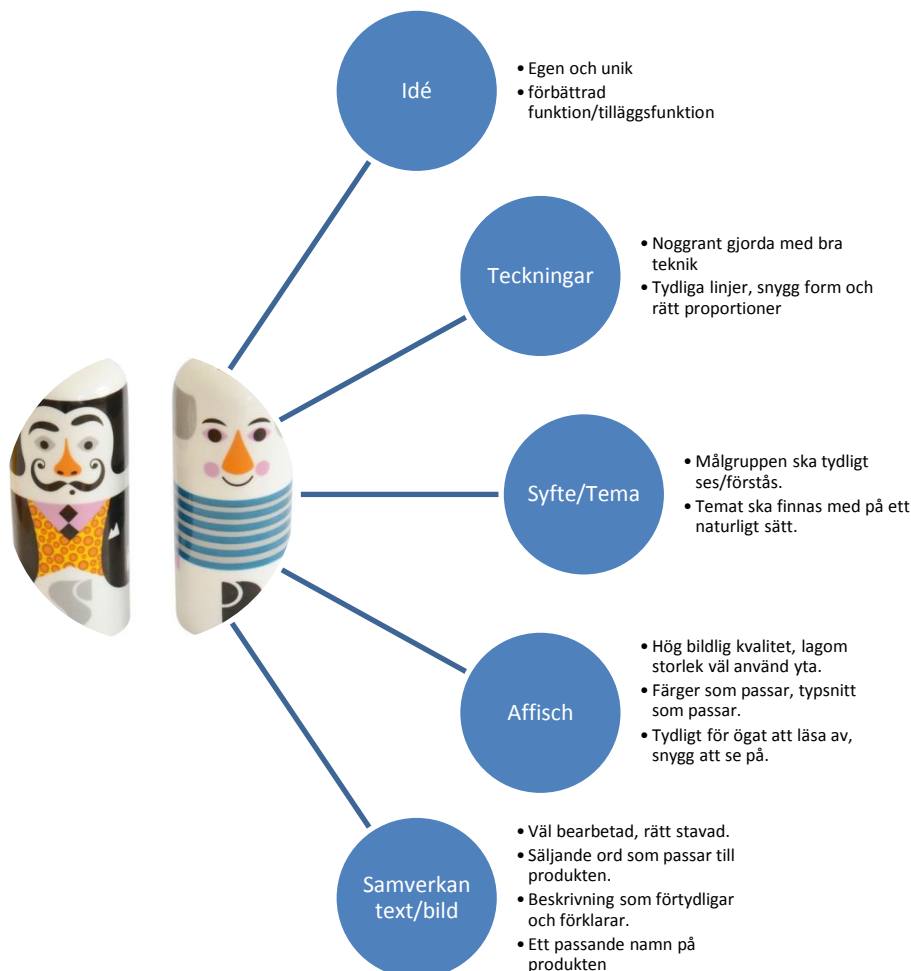 Idé
• Egen och unik
• förbättrad
funktion/tilläggsfunktion
Teckningar
• Noggrant gjorda med bra
teknik
• Tydliga linjer, snygg form och
rätt proportioner
Syfte/Tema
• Målgruppen ska tydligt
ses/förstås.
• Temat ska finnas med på ett
naturligt sätt.
Affisch
• Hög bildlig kvalitet, lagom
storlek väl använd yta.
• Färger som passar, typsnitt
som passar.
• Tydligt för ögat att läsa av,
snygg att se på.
Samverkan
text/bild
• Väl bearbetad, rätt stavad.
• Säljande ord som passar till
produkten.
• Beskrivning som förtydligar
och förklarar.
• Ett passande namn på
produkten